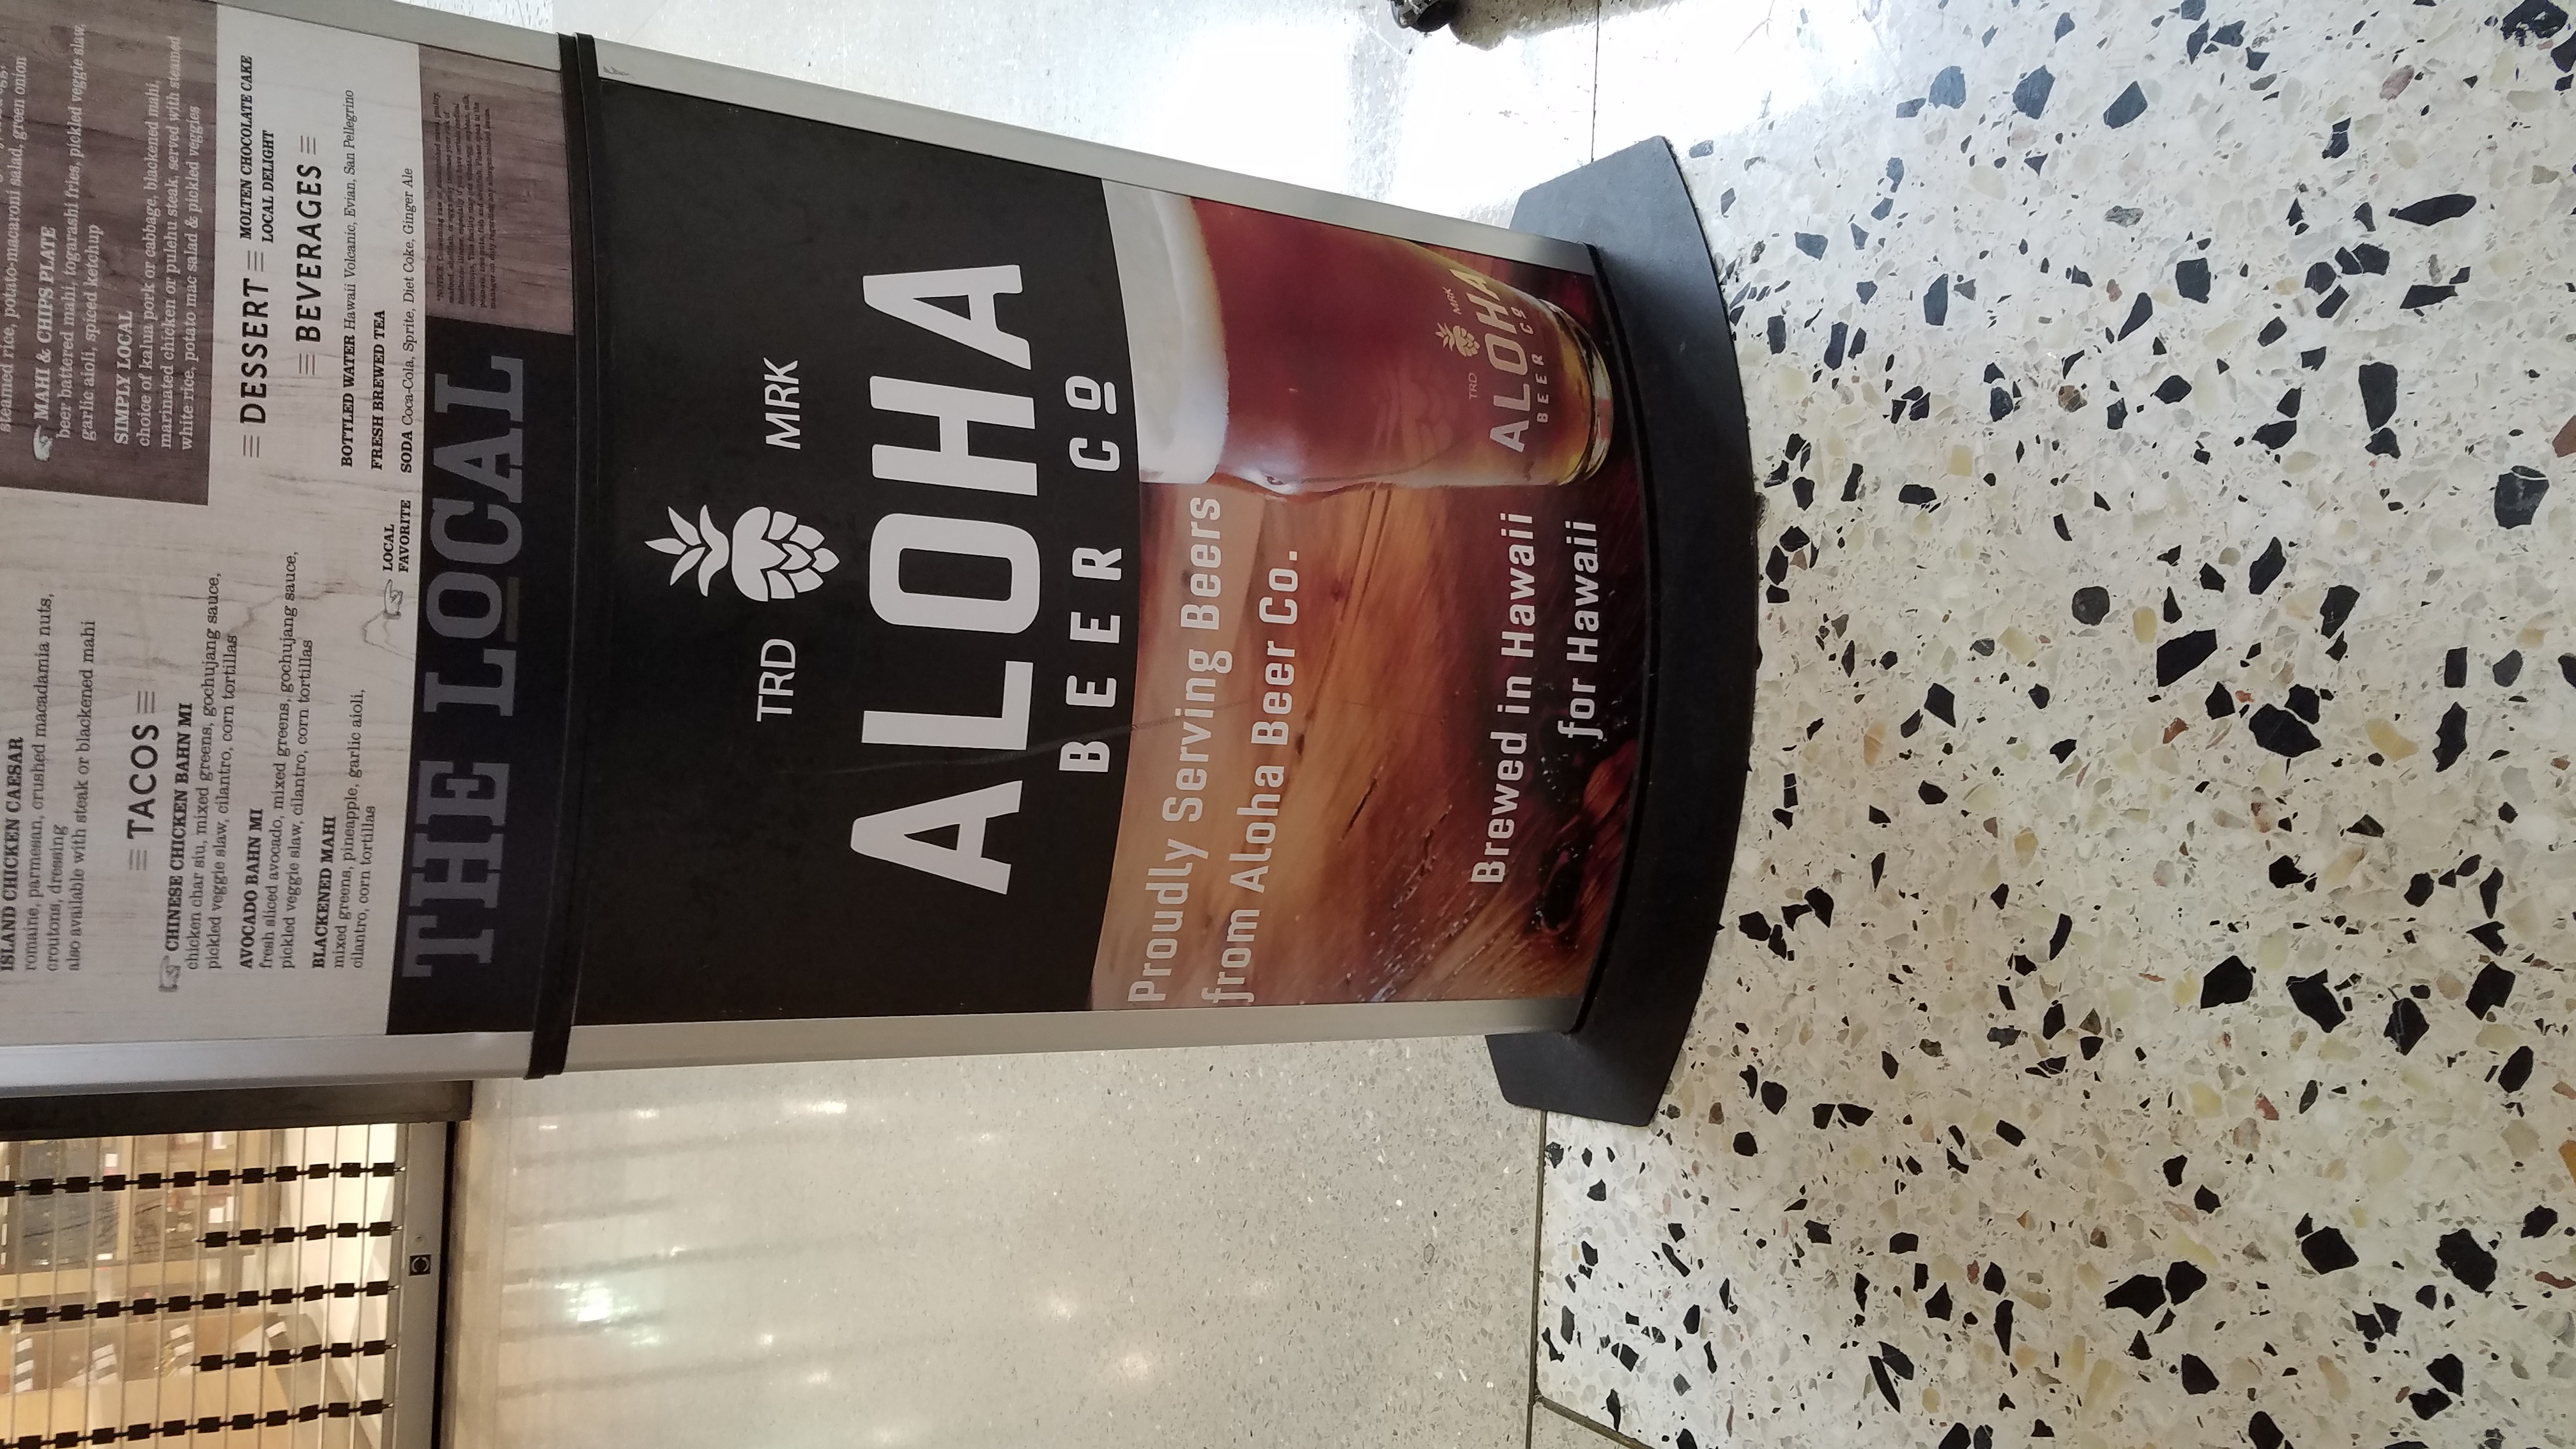 ISLAND CHICKEN CAESAR
romaine, parmesan, crushed macadamia nuts,
croutons, dressing
also available with steak or blackened mahi
TACOS
CHINESE CHICKEN BAHN MI
chicken char siu, mixed greens, gochujang sauce,
pickled veggie slaw, cilantro, corn tortillas
AVOCADO BAHN MI
fresh sliced avocado, mixed greens, gochujang sauce,
pickled veggie slaw, cilantro, corn tortillas
BLACKENED MAHI
mixed greens, pineapple, garlic aioli,
cilantro, corn tortillas
steamed rice, potato-macaroni salad, green onion
MAHI & CHIPS PLATE
beer battered mahi, togarashi fries, pickled veggie slaw,
garlic aioli, spiced ketchup
SIMPLY LOCAL
choice of kalua pork or cabbage, blackened mahi,
marinated chicken or pulehu steak, served with steamed
white rice, potato mac salad & pickled veggies
DESSERT
MOLTEN CHOCOLATE CAKE
LOCAL DELIGHT
BEVERAGES
BOTTLED WATER Hawaii Volcanic, Evian, San Pellegrino
FRESH BREWED TEA
SODA Coca-Cola, Sprite, Diet Coke, Ginger Ale
LOCAL
FAVORITE
THE LOCAL
TRD MRK
ALOHA
BEER CO
Proudly Serving Beers
from Aloha Beer Co.
Brewed in Hawaii
for Hawaii
TRD MRK
ALOHA
BEER CO